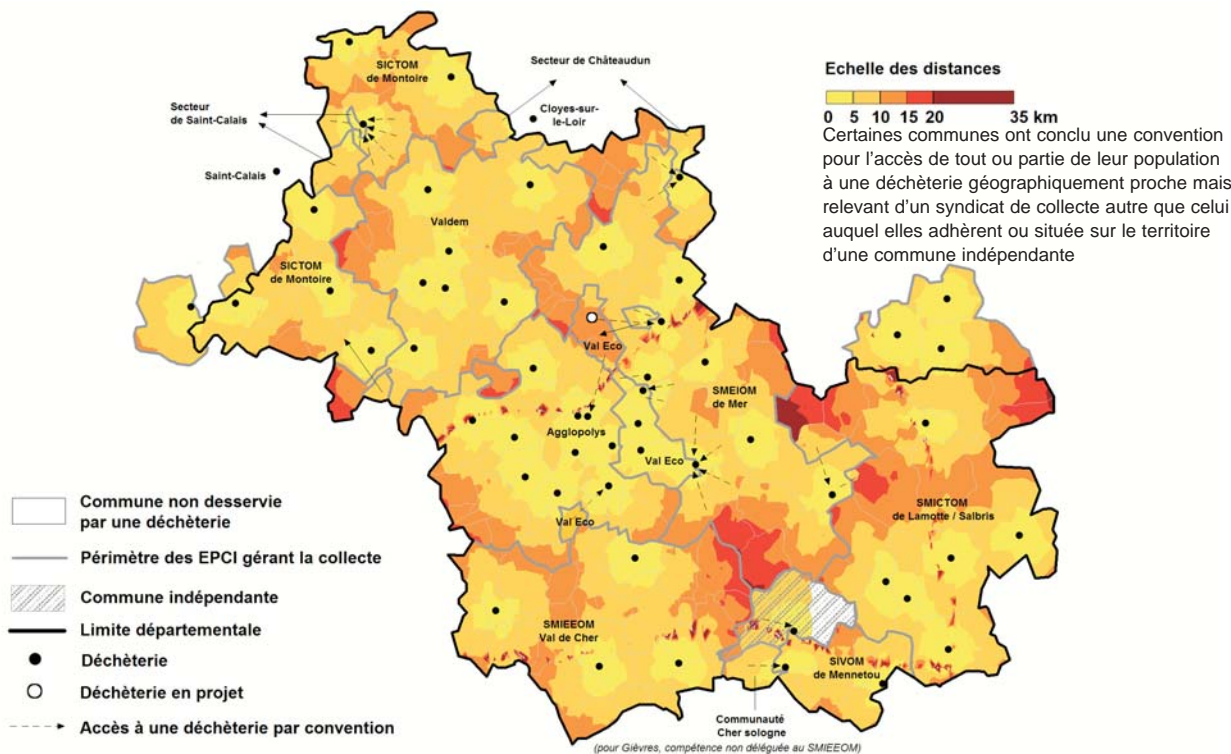 SICTOM
de Montoire
Secteur de Châteaudun
Secteur
de Saint-Calais
Cloyes-sur-
le-Loir
Saint-Calais
Valdem
SICTOM
de Montoire
Val Eco
SMEIOM
de Mer
Agglopolys
Val Eco
Val Eco
SMICTOM
de Lamotte / Salbris
SMIEEOM
Val de Cher
SIVOM
de Mennetou
Communauté
Cher sologne
(pour Gièvres, compétence non déléguée au SMIEEOM)
Echelle des distances
0 5 10 15 20 35 km
Certaines communes ont conclu une convention
pour l'accès de tout ou partie de leur population
à une déchèterie géographiquement proche mais
relevant d'un syndicat de collecte autre que celui
auquel elles adhèrent ou située sur le territoire
d'une commune indépendante
Commune non desservie
par une déchèterie
Périmètre des EPCI gérant la collecte
Commune indépendante
Limite départementale
Déchèterie
Déchèterie en projet
Accès à une déchèterie par convention